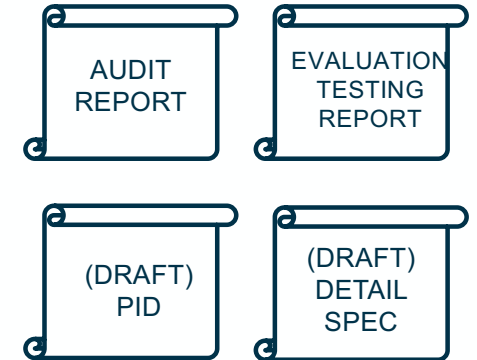 AUDIT
REPORT
EVALUATION
TESTING
REPORT
(DRAFT)
PID
(DRAFT)
DETAIL
SPEC